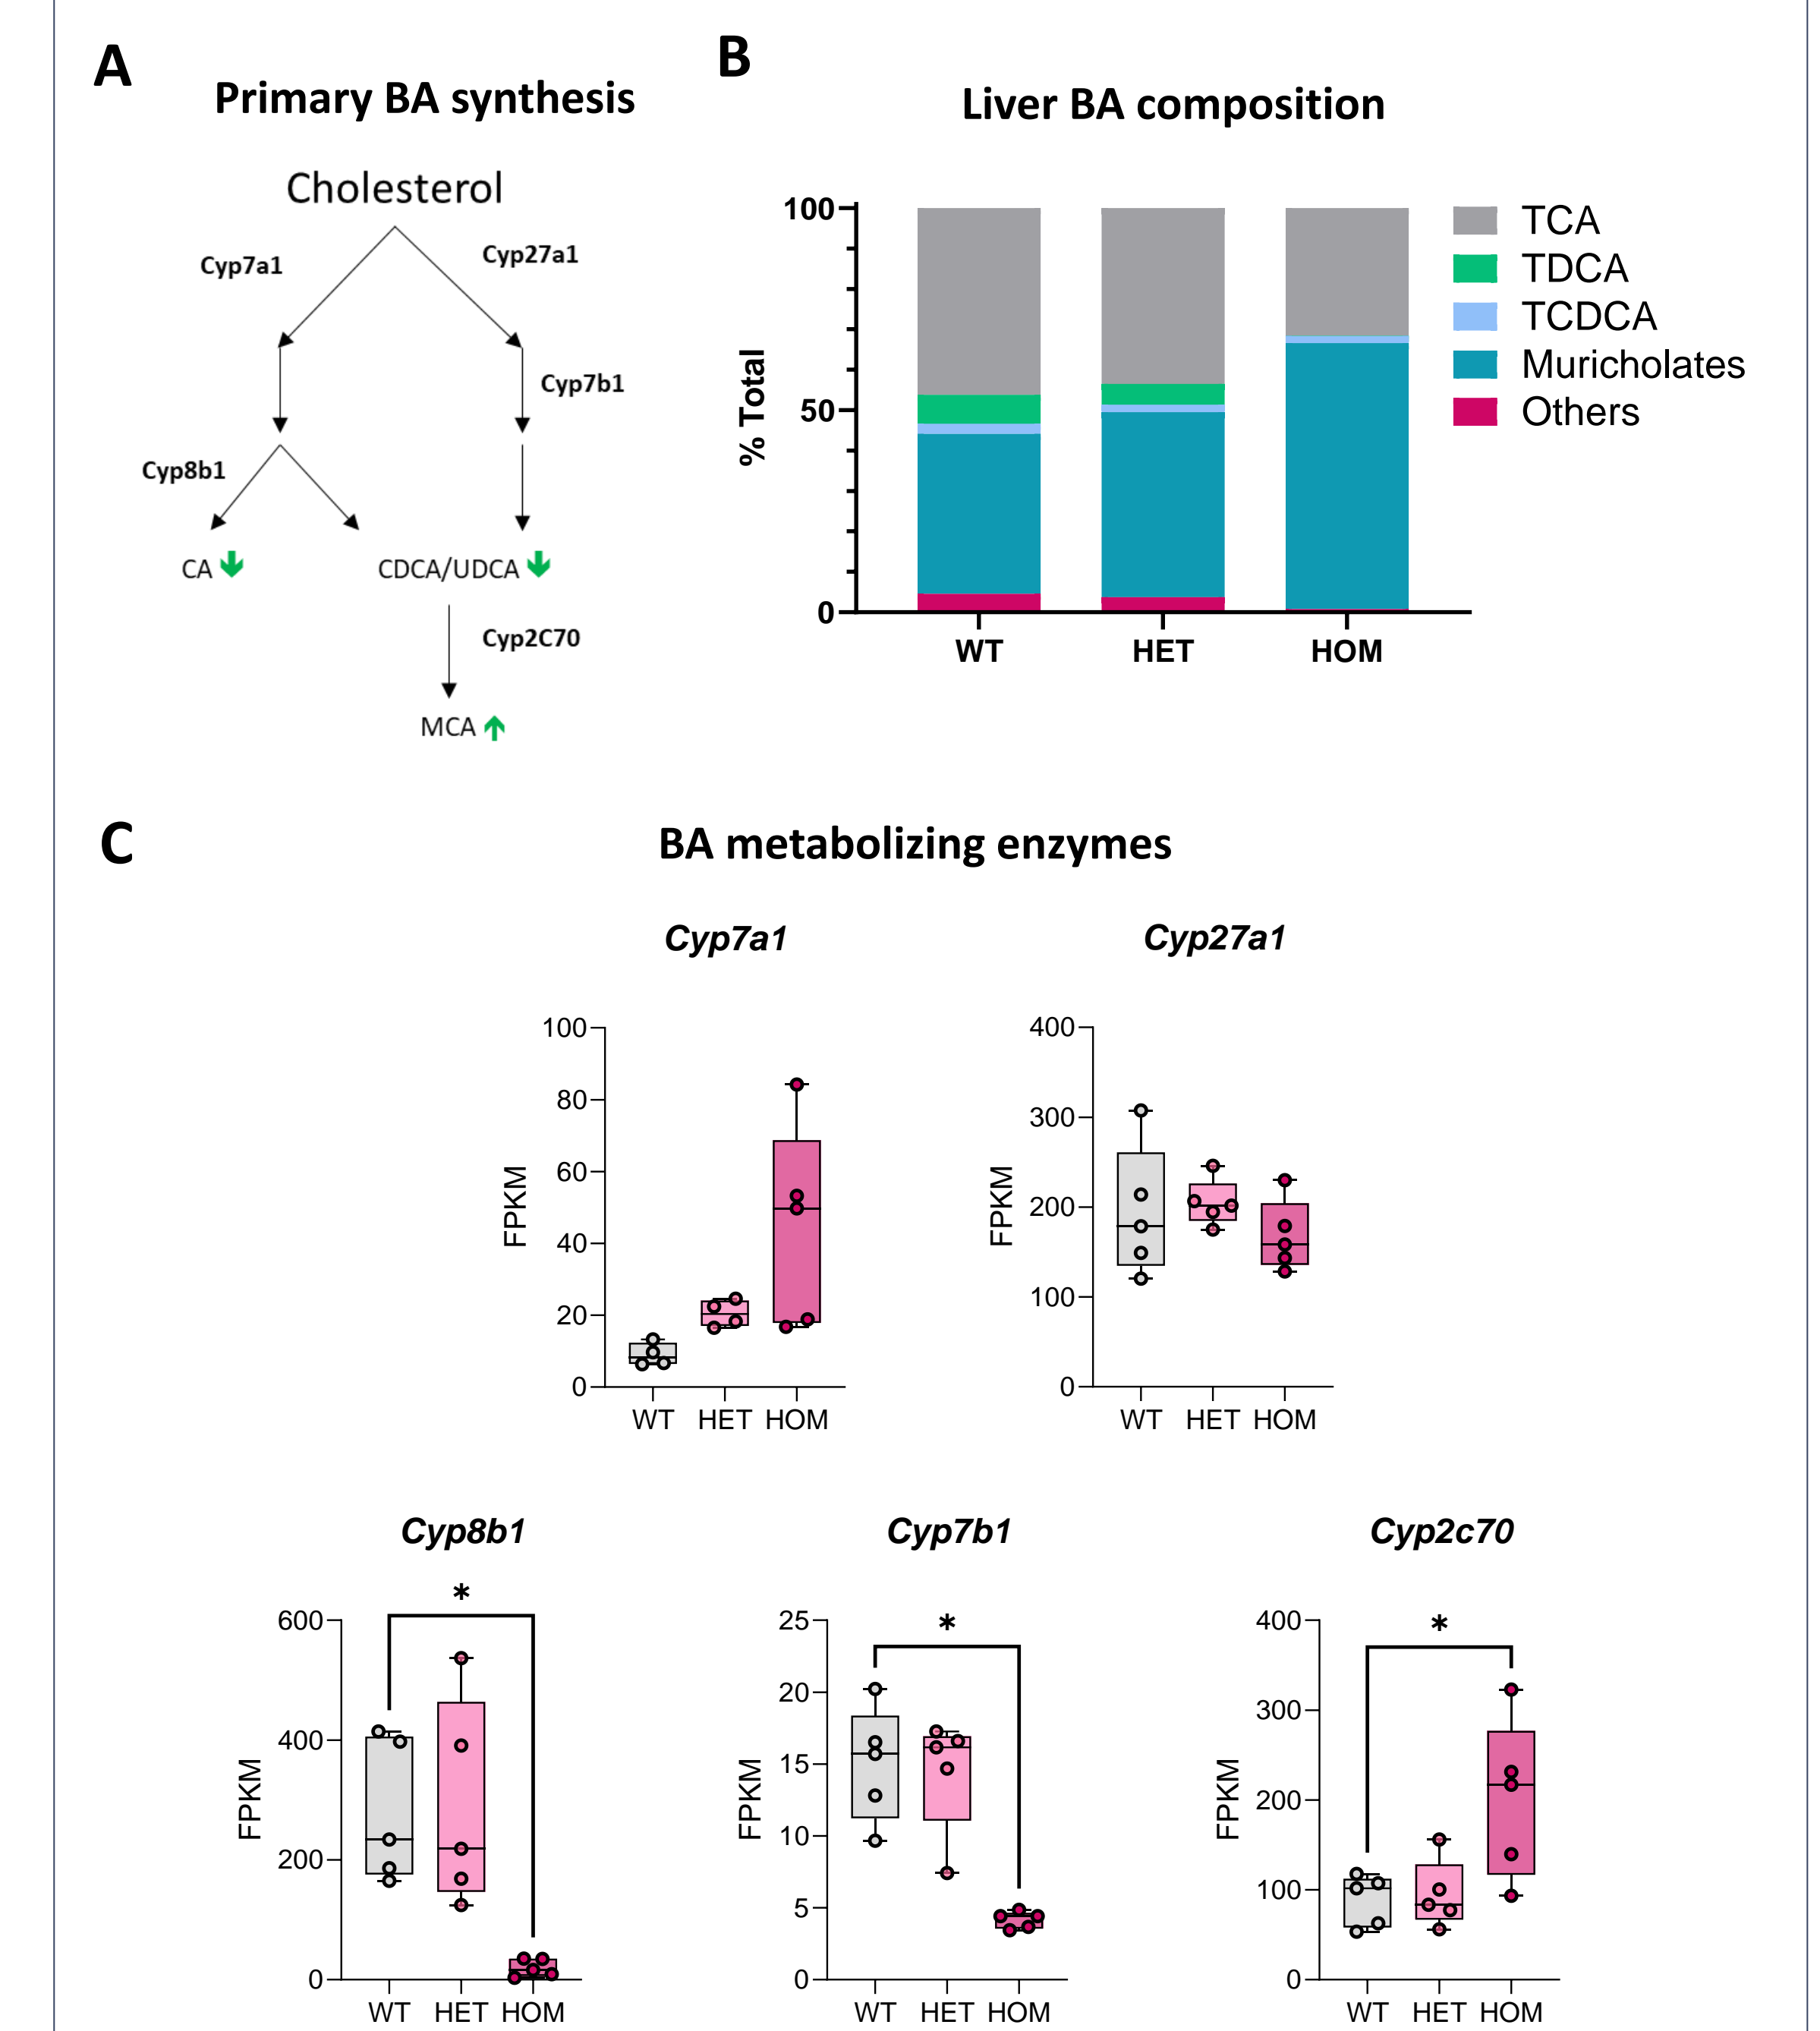 A
Primary BA synthesis
Cholesterol
Cyp7a1
Cyp27a1
Cyp7b1
Cyp8b1
CA
CDCA/UDCA
Cyp2C70
MCA
B
Liver BA composition
% Total
100
50
0
WT HET HOM
TCA
TDCA
TCDCA
Muricholates
Others
C
BA metabolizing enzymes
Cyp7a1
FPKM
100
80
60
40
20
0
WT HET HOM
Cyp27a1
FPKM
400
300
200
100
0
WT HET HOM
Cyp8b1
*
FPKM
600
400
200
0
WT HET HOM
Cyp7b1
*
FPKM
25
20
15
10
5
0
WT HET HOM
Cyp2c70
*
FPKM
400
300
200
100
0
WT HET HOM